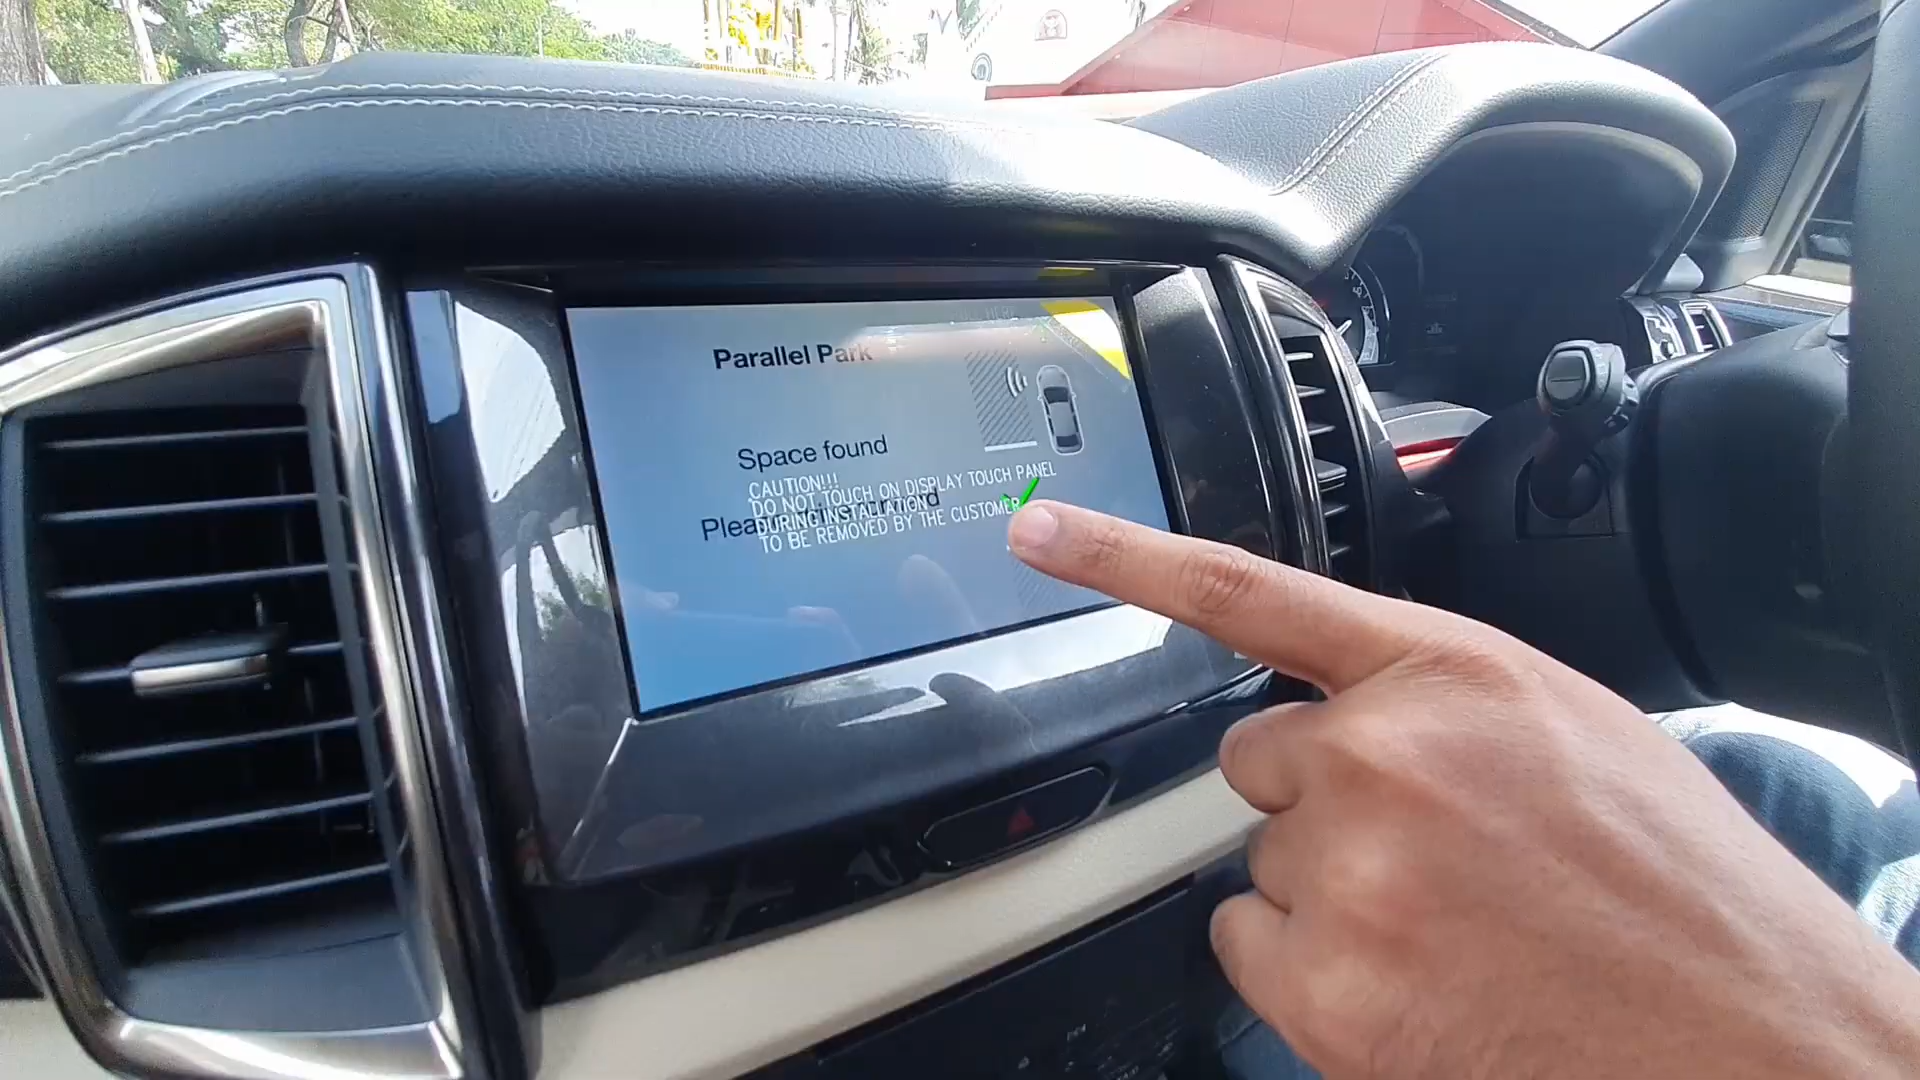 Parallel Park
Space found
CAUTION!!!
DO NOT TOUCH ON DISPLAY TOUCH PANEL
DURING INSTALLATION
TO BE REMOVED BY THE CUSTOMER